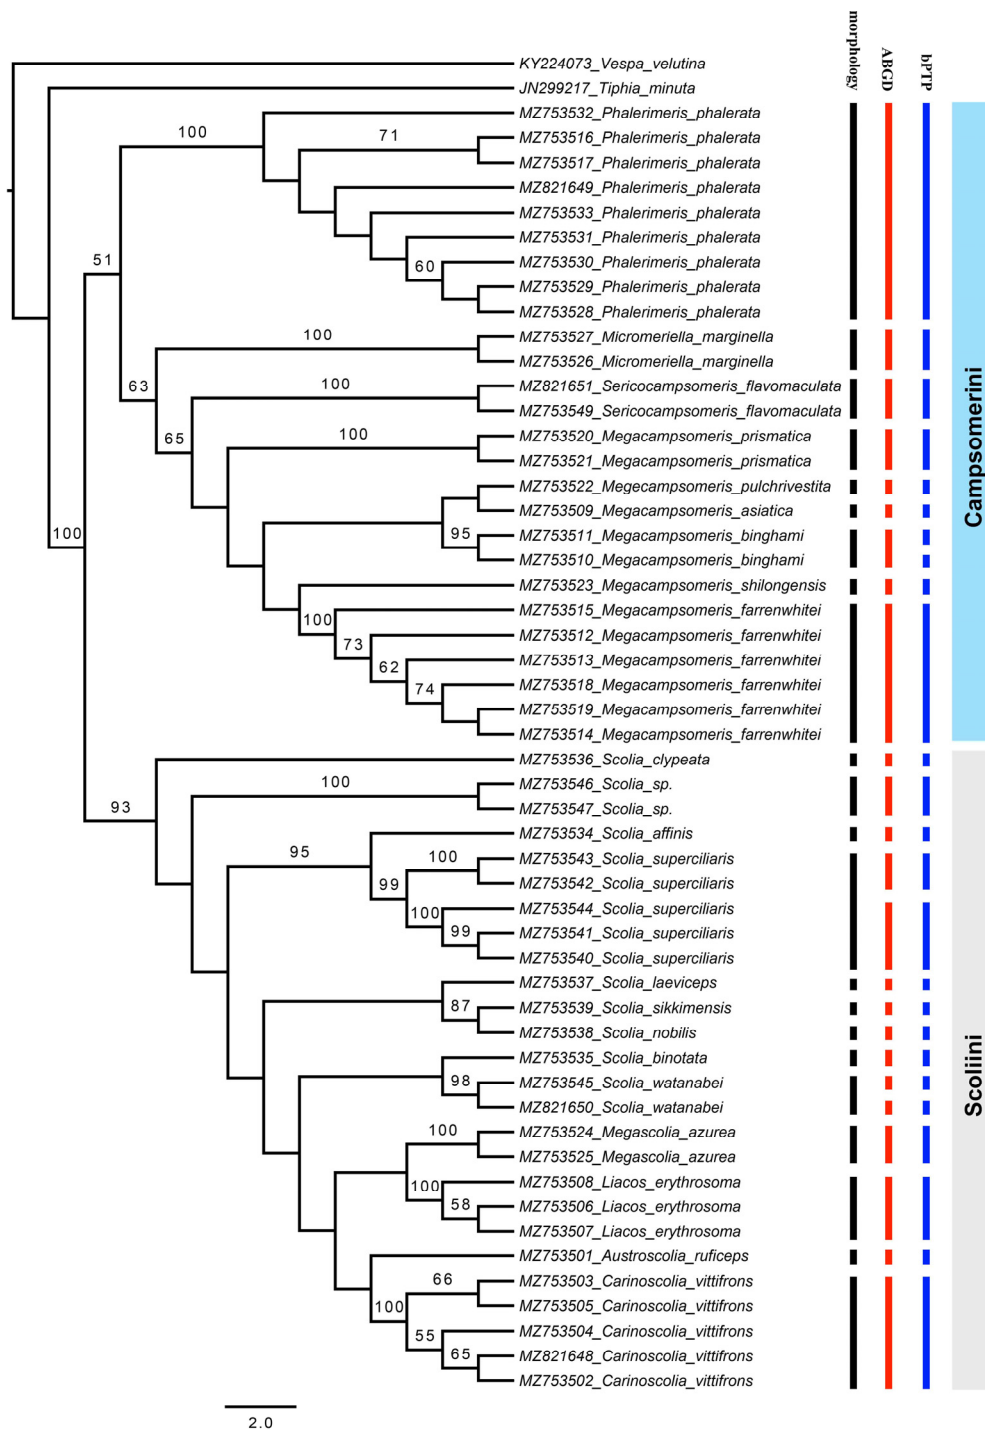 morphology
ABGD
bPTP
KY224073_Vespa_velutina
JN299217_Tiphia_minuta
MZ753532_Phalerimeris_phalerata
100
71
MZ753516_Phalerimeris_phalerata
MZ753517_Phalerimeris_phalerata
MZ821649_Phalerimeris_phalerata
MZ753533_Phalerimeris_phalerata
MZ753531_Phalerimeris_phalerata
51
60
MZ753530_Phalerimeris_phalerata
MZ753529_Phalerimeris_phalerata
MZ753528_Phalerimeris_phalerata
MZ753527_Micromeriella_marginella
100
MZ753526_Micromeriella_marginella
63
100
MZ821651_Sericocampsomeris_flavomaculata
MZ753549_Sericocampsomeris_flavomaculata
65
100
MZ753520_Megacampsomeris_prismatica
MZ753521_Megacampsomeris_prismatica
MZ753522_Megecampsomeris_pulchrivestita
MZ753509_Megacampsomeris_asiatica
100
95
MZ753511_Megacampsomeris_binghami
MZ753510_Megacampsomeris_binghami
MZ753523_Megacampsomeris_shilongensis
MZ753515_Megacampsomeris_farrenwhitei
100
MZ753512_Megacampsomeris_farrenwhitei
73
MZ753513_Megacampsomeris_farrenwhitei
62
MZ753518_Megacampsomeris_farrenwhitei
74
MZ753519_Megacampsomeris_farrenwhitei
MZ753514_Megacampsomeris_farrenwhitei
Campsomerini
MZ753536_Scolia_clypeata
100
MZ753546_Scolia_sp.
93
MZ753547_Scolia_sp.
MZ753534_Scolia_affinis
95
100
MZ753543_Scolia_superciliaris
99
MZ753542_Scolia_superciliaris
100
MZ753544_Scolia_superciliaris
99
MZ753541_Scolia_superciliaris
MZ753540_Scolia_superciliaris
MZ753537_Scolia_laeviceps
87
MZ753539_Scolia_sikkimensis
MZ753538_Scolia_nobilis
MZ753535_Scolia_binotata
98
MZ753545_Scolia_watanabei
MZ821650_Scolia_watanabei
100
MZ753524_Megascolia_azurea
MZ753525_Megascolia_azurea
100
MZ753508_Liacos_erythrosoma
58
MZ753506_Liacos_erythrosoma
MZ753507_Liacos_erythrosoma
MZ753501_Austroscolia_ruficeps
66
MZ753503_Carinoscolia_vittifrons
100
MZ753505_Carinoscolia_vittifrons
55
MZ753504_Carinoscolia_vittifrons
65
MZ821648_Carinoscolia_vittifrons
MZ753502_Carinoscolia_vittifrons
Scoliini
2.0